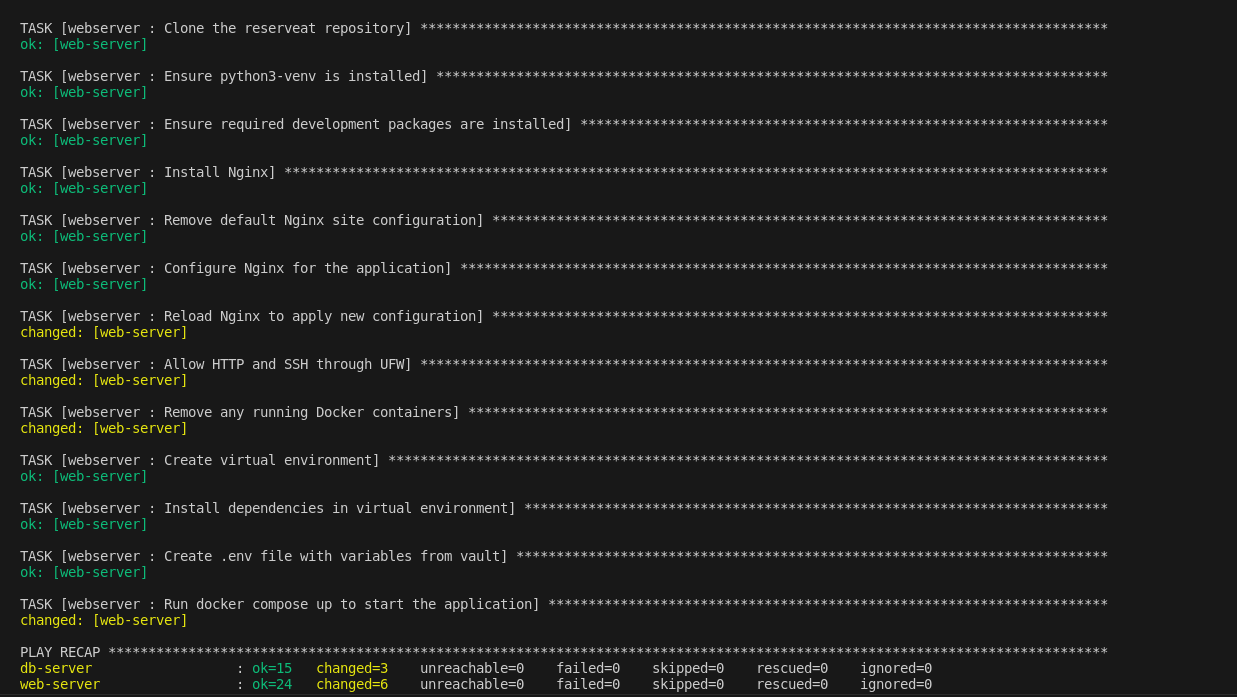 TASK [webserver : Clone the reserveat repository] **************************************************************************************
ok: [web-server]
TASK [webserver : Ensure python3-venv is installed] ************************************************************************************
ok: [web-server]
TASK [webserver : Ensure required development packages are installed] ******************************************************************
ok: [web-server]
TASK [webserver : Install Nginx] *******************************************************************************************************
ok: [web-server]
TASK [webserver : Remove default Nginx site configuration] *****************************************************************************
ok: [web-server]
TASK [webserver : Configure Nginx for the application] *********************************************************************************
ok: [web-server]
TASK [webserver : Reload Nginx to apply new configuration] *****************************************************************************
changed: [web-server]
TASK [webserver : Allow HTTP and SSH through UFW] **************************************************************************************
changed: [web-server]
TASK [webserver : Remove any running Docker containers] ********************************************************************************
changed: [web-server]
TASK [webserver : Create virtual environment] ******************************************************************************************
ok: [web-server]
TASK [webserver : Install dependencies in virtual environment] *************************************************************************
ok: [web-server]
TASK [webserver : Create .env file with variables from vault] **************************************************************************
ok: [web-server]
TASK [webserver : Run docker compose up to start the application] **********************************************************************
changed: [web-server]
PLAY RECAP *****************************************************************************************************************************
db-server                  : ok=15   changed=3    unreachable=0    failed=0    skipped=0    rescued=0    ignored=0
web-server                 : ok=24   changed=6    unreachable=0    failed=0    skipped=0    rescued=0    ignored=0